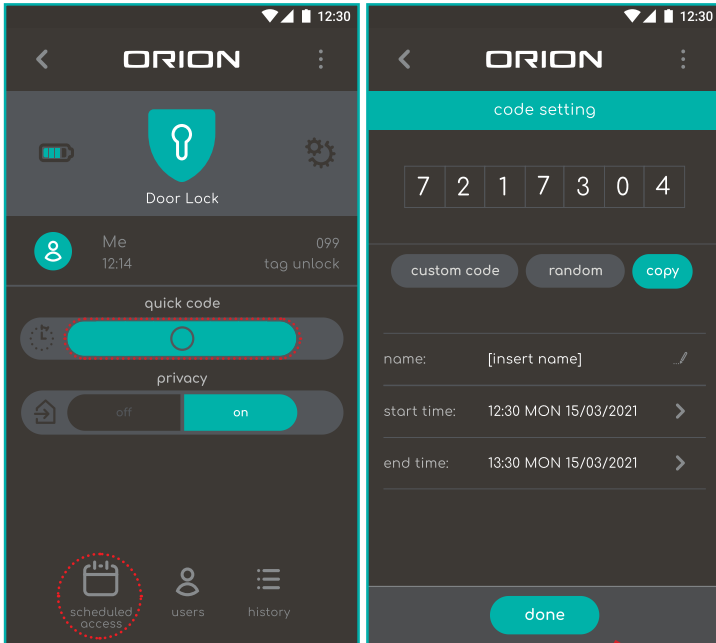 12:30
ORION
Door Lock
Me 099
12:14 tag unlock
quick code
privacy
off on
scheduled
access
users
history
12:30
ORION
code setting
7 2 1 7 3 0 4
custom code random copy
name: [insert name]
start time: 12:30 MON 15/03/2021
end time: 13:30 MON 15/03/2021
done